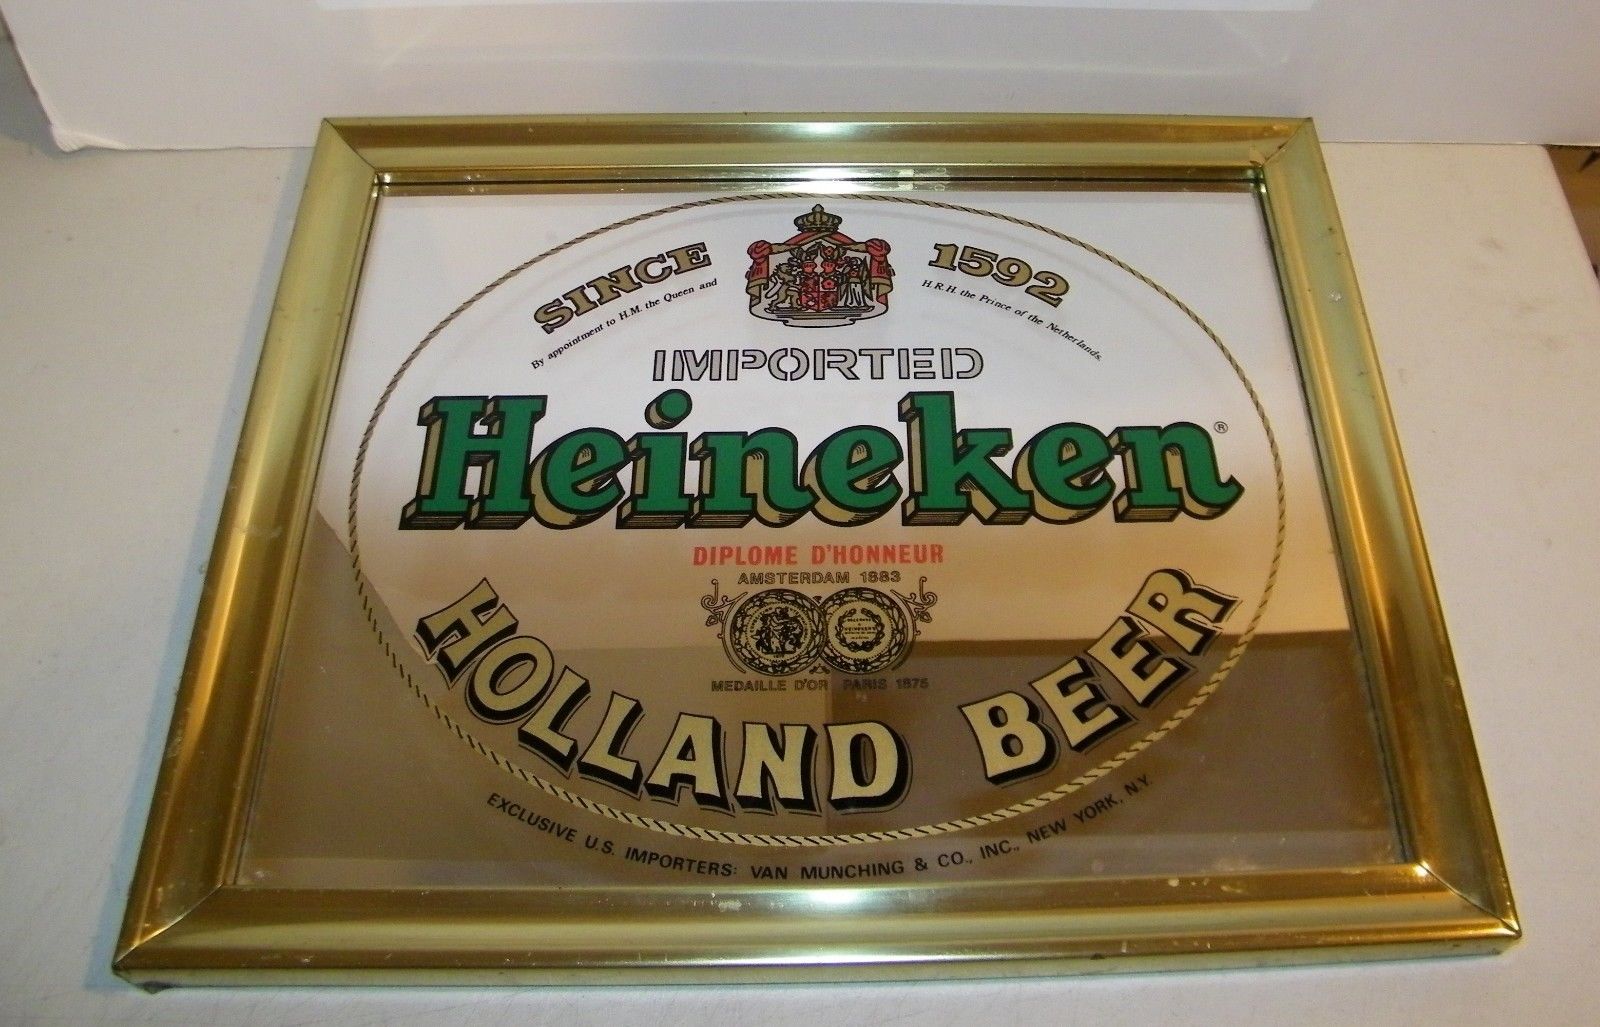 SINCE 1592
By appointment to H.M. the Queen and H.R.H. the Prince of the Netherlands.
IMPORTED
Heineken®
DIPLOME D'HONNEUR
AMSTERDAM 1883
MEDAILLE D'OR PARIS 1875
HOLLAND BEER
EXCLUSIVE U.S. IMPORTERS: VAN MUNCHING & CO., INC., NEW YORK, N.Y.